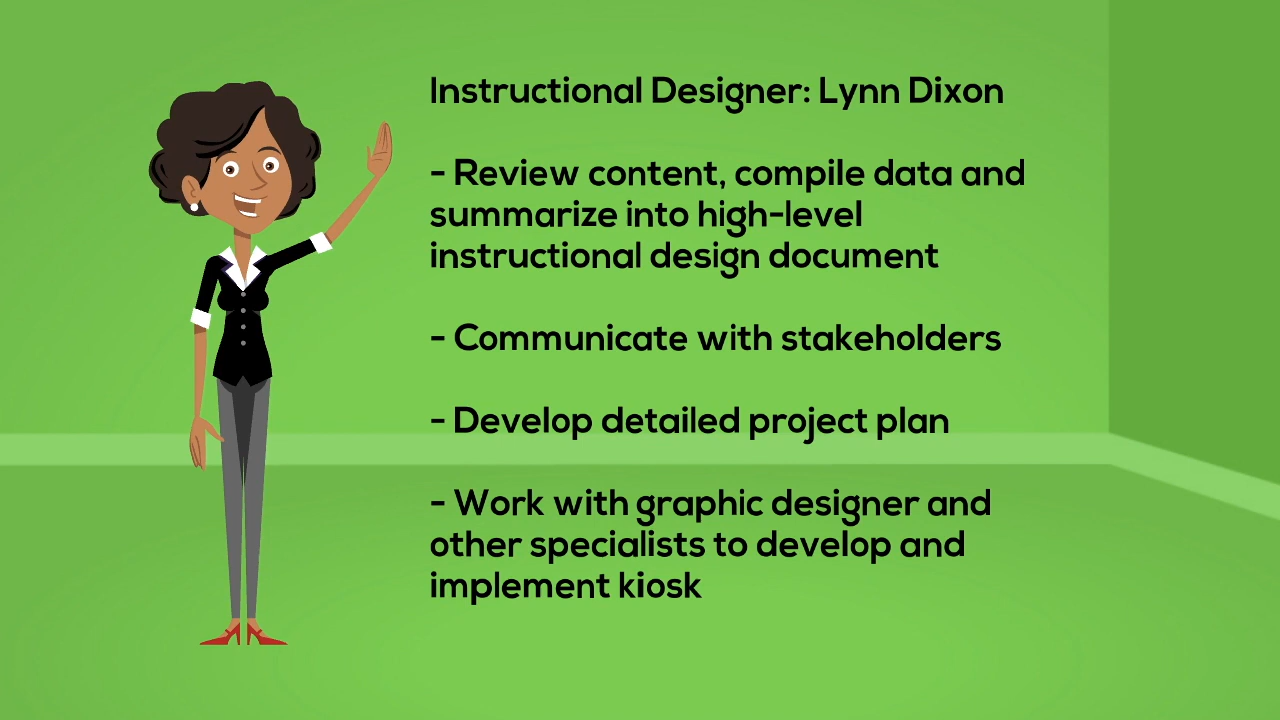 Instructional Designer: Lynn Dixon
- Review content, compile data and
summarize into high-level
instructional design document
- Communicate with stakeholders
- Develop detailed project plan
- Work with graphic designer and
other specialists to develop and
implement kiosk